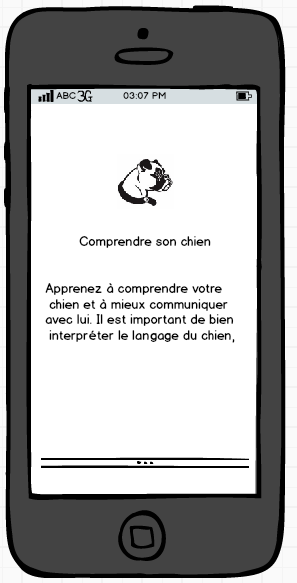 ABC 3G 03:07 PM
Comprendre son chien
Apprenez à comprendre votre
chien et à mieux communiquer
avec lui. Il est important de bien
interpréter le langage du chien,
...